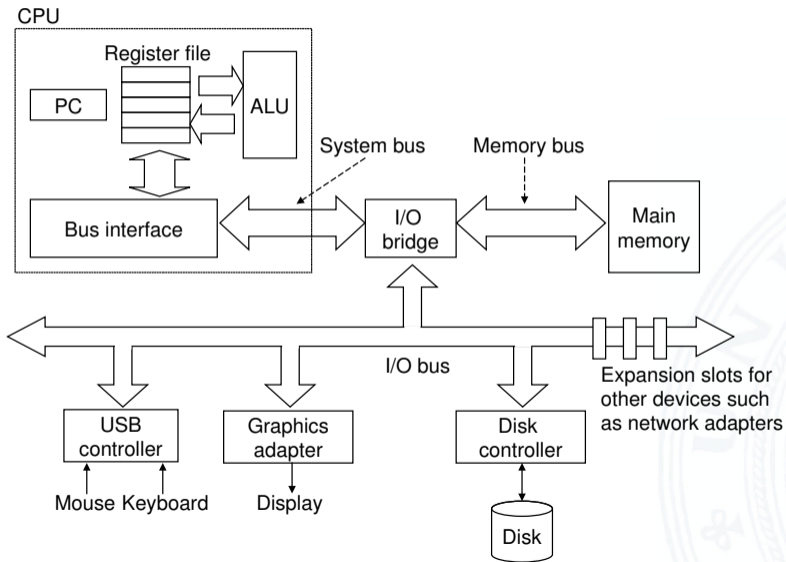 CPU
Register file
PC
ALU
System bus
Memory bus
Bus interface
I/O
bridge
Main
memory
I/O bus
Expansion slots for
other devices such
as network adapters
USB
controller
Graphics
adapter
Disk
controller
Mouse Keyboard
Display
Disk